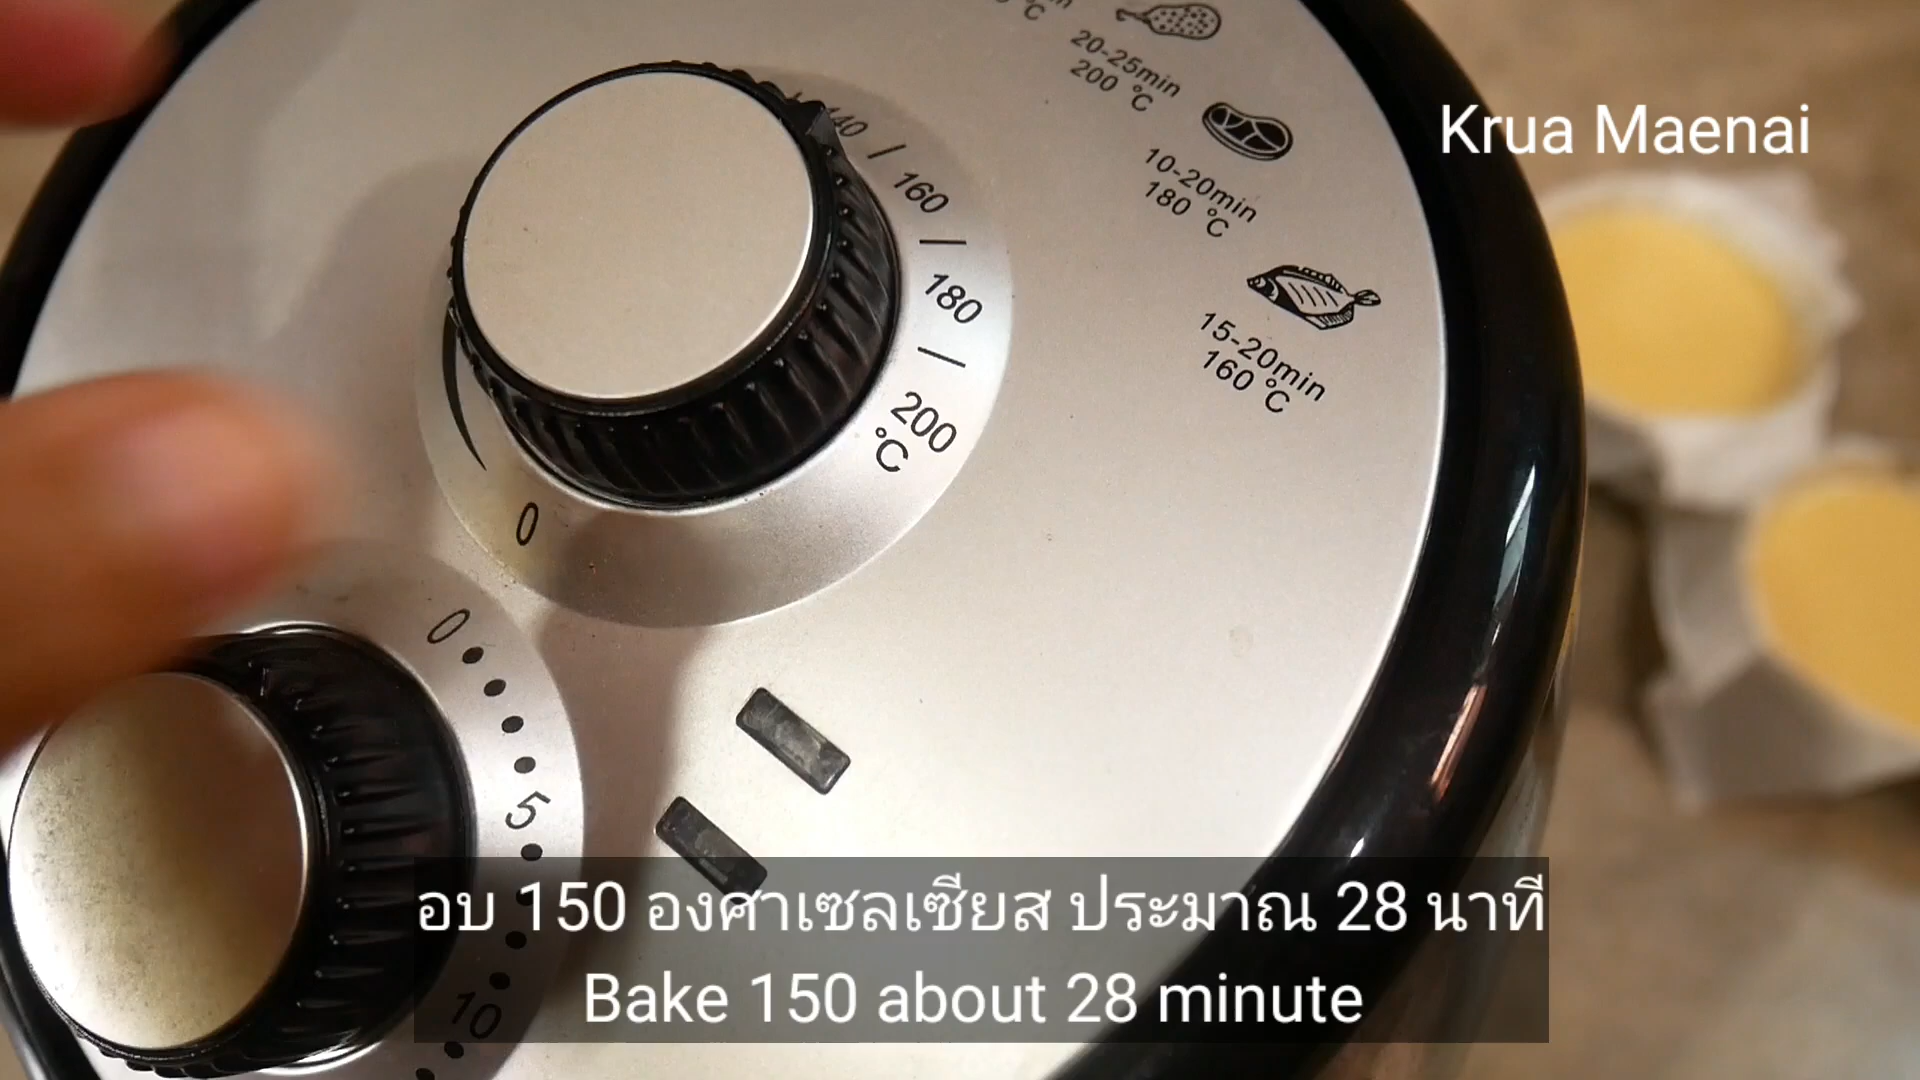 20-25min
200 °C
Krua Maenai
140
160
10-20min
180 °C
180
15-20min
160 °C
200
°C
0
0
5
10
อบ 150 องศาเซลเซียส ประมาณ 28 นาที
Bake 150 about 28 minute